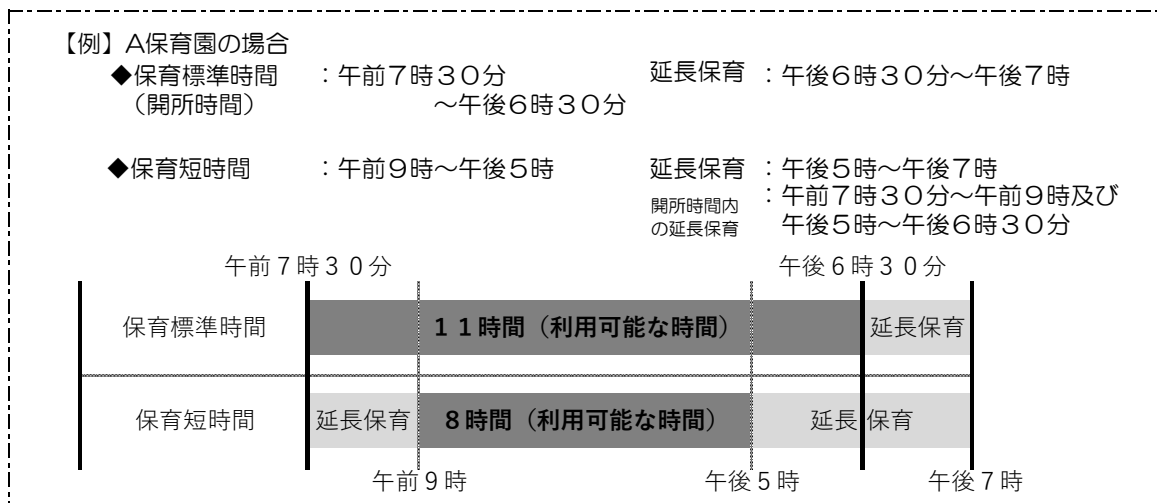 【例】A保育園の場合
◆保育標準時間 ：午前７時３０分 延長保育 ：午後６時３０分～午後７時
（開所時間） ～午後６時３０分
◆保育短時間 ：午前９時～午後５時 延長保育 ：午後５時～午後７時
開所時間内 ：午前７時３０分～午前９時及び
の延長保育 午後５時～午後６時３０分
午前７時３０分 午後６時３０分
保育標準時間 １１時間（利用可能な時間） 延長保育
保育短時間 延長保育 ８時間（利用可能な時間） 延長保育
午前９時 午後５時 午後７時